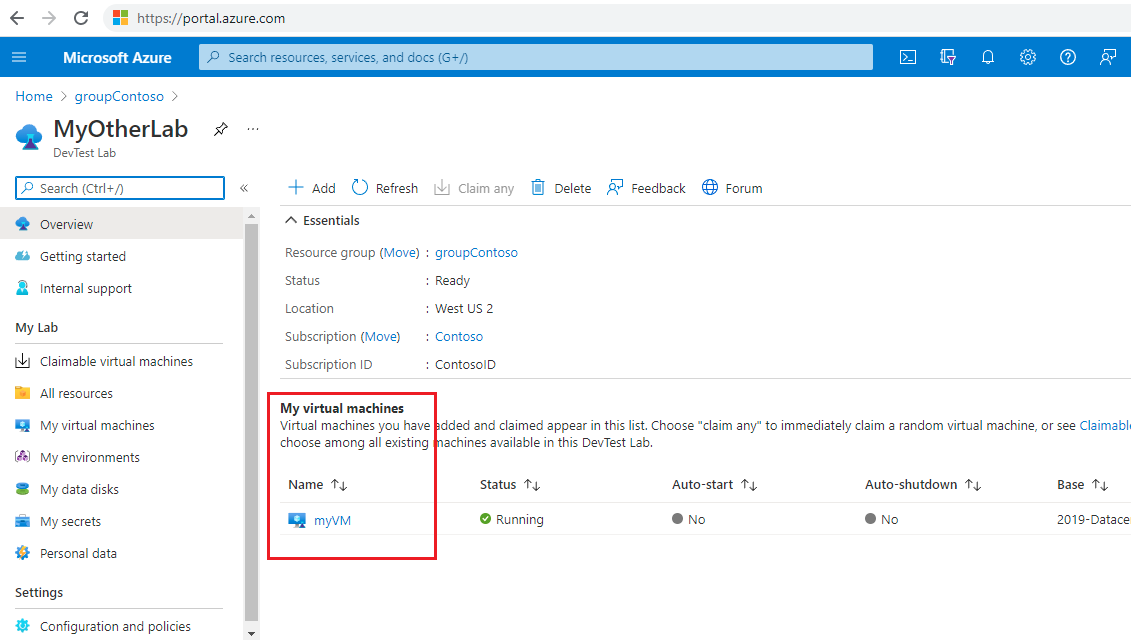 https://portal.azure.com
Microsoft Azure
Search resources, services, and docs (G+/)
Home > groupContoso >
MyOtherLab
DevTest Lab
Search (Ctrl+/)
Overview
Getting started
Internal support
My Lab
Claimable virtual machines
All resources
My virtual machines
My environments
My data disks
My secrets
Personal data
Settings
Configuration and policies
Add Refresh Claim any Delete Feedback Forum
Essentials
Resource group (Move) : groupContoso
Status : Ready
Location : West US 2
Subscription (Move) : Contoso
Subscription ID : ContosoID
My virtual machines
Virtual machines you have added and claimed appear in this list. Choose "claim any" to immediately claim a random virtual machine, or see Claimable
choose among all existing machines available in this DevTest Lab.
Name Status Auto-start Auto-shutdown Base
myVM Running No No 2019-Datacen